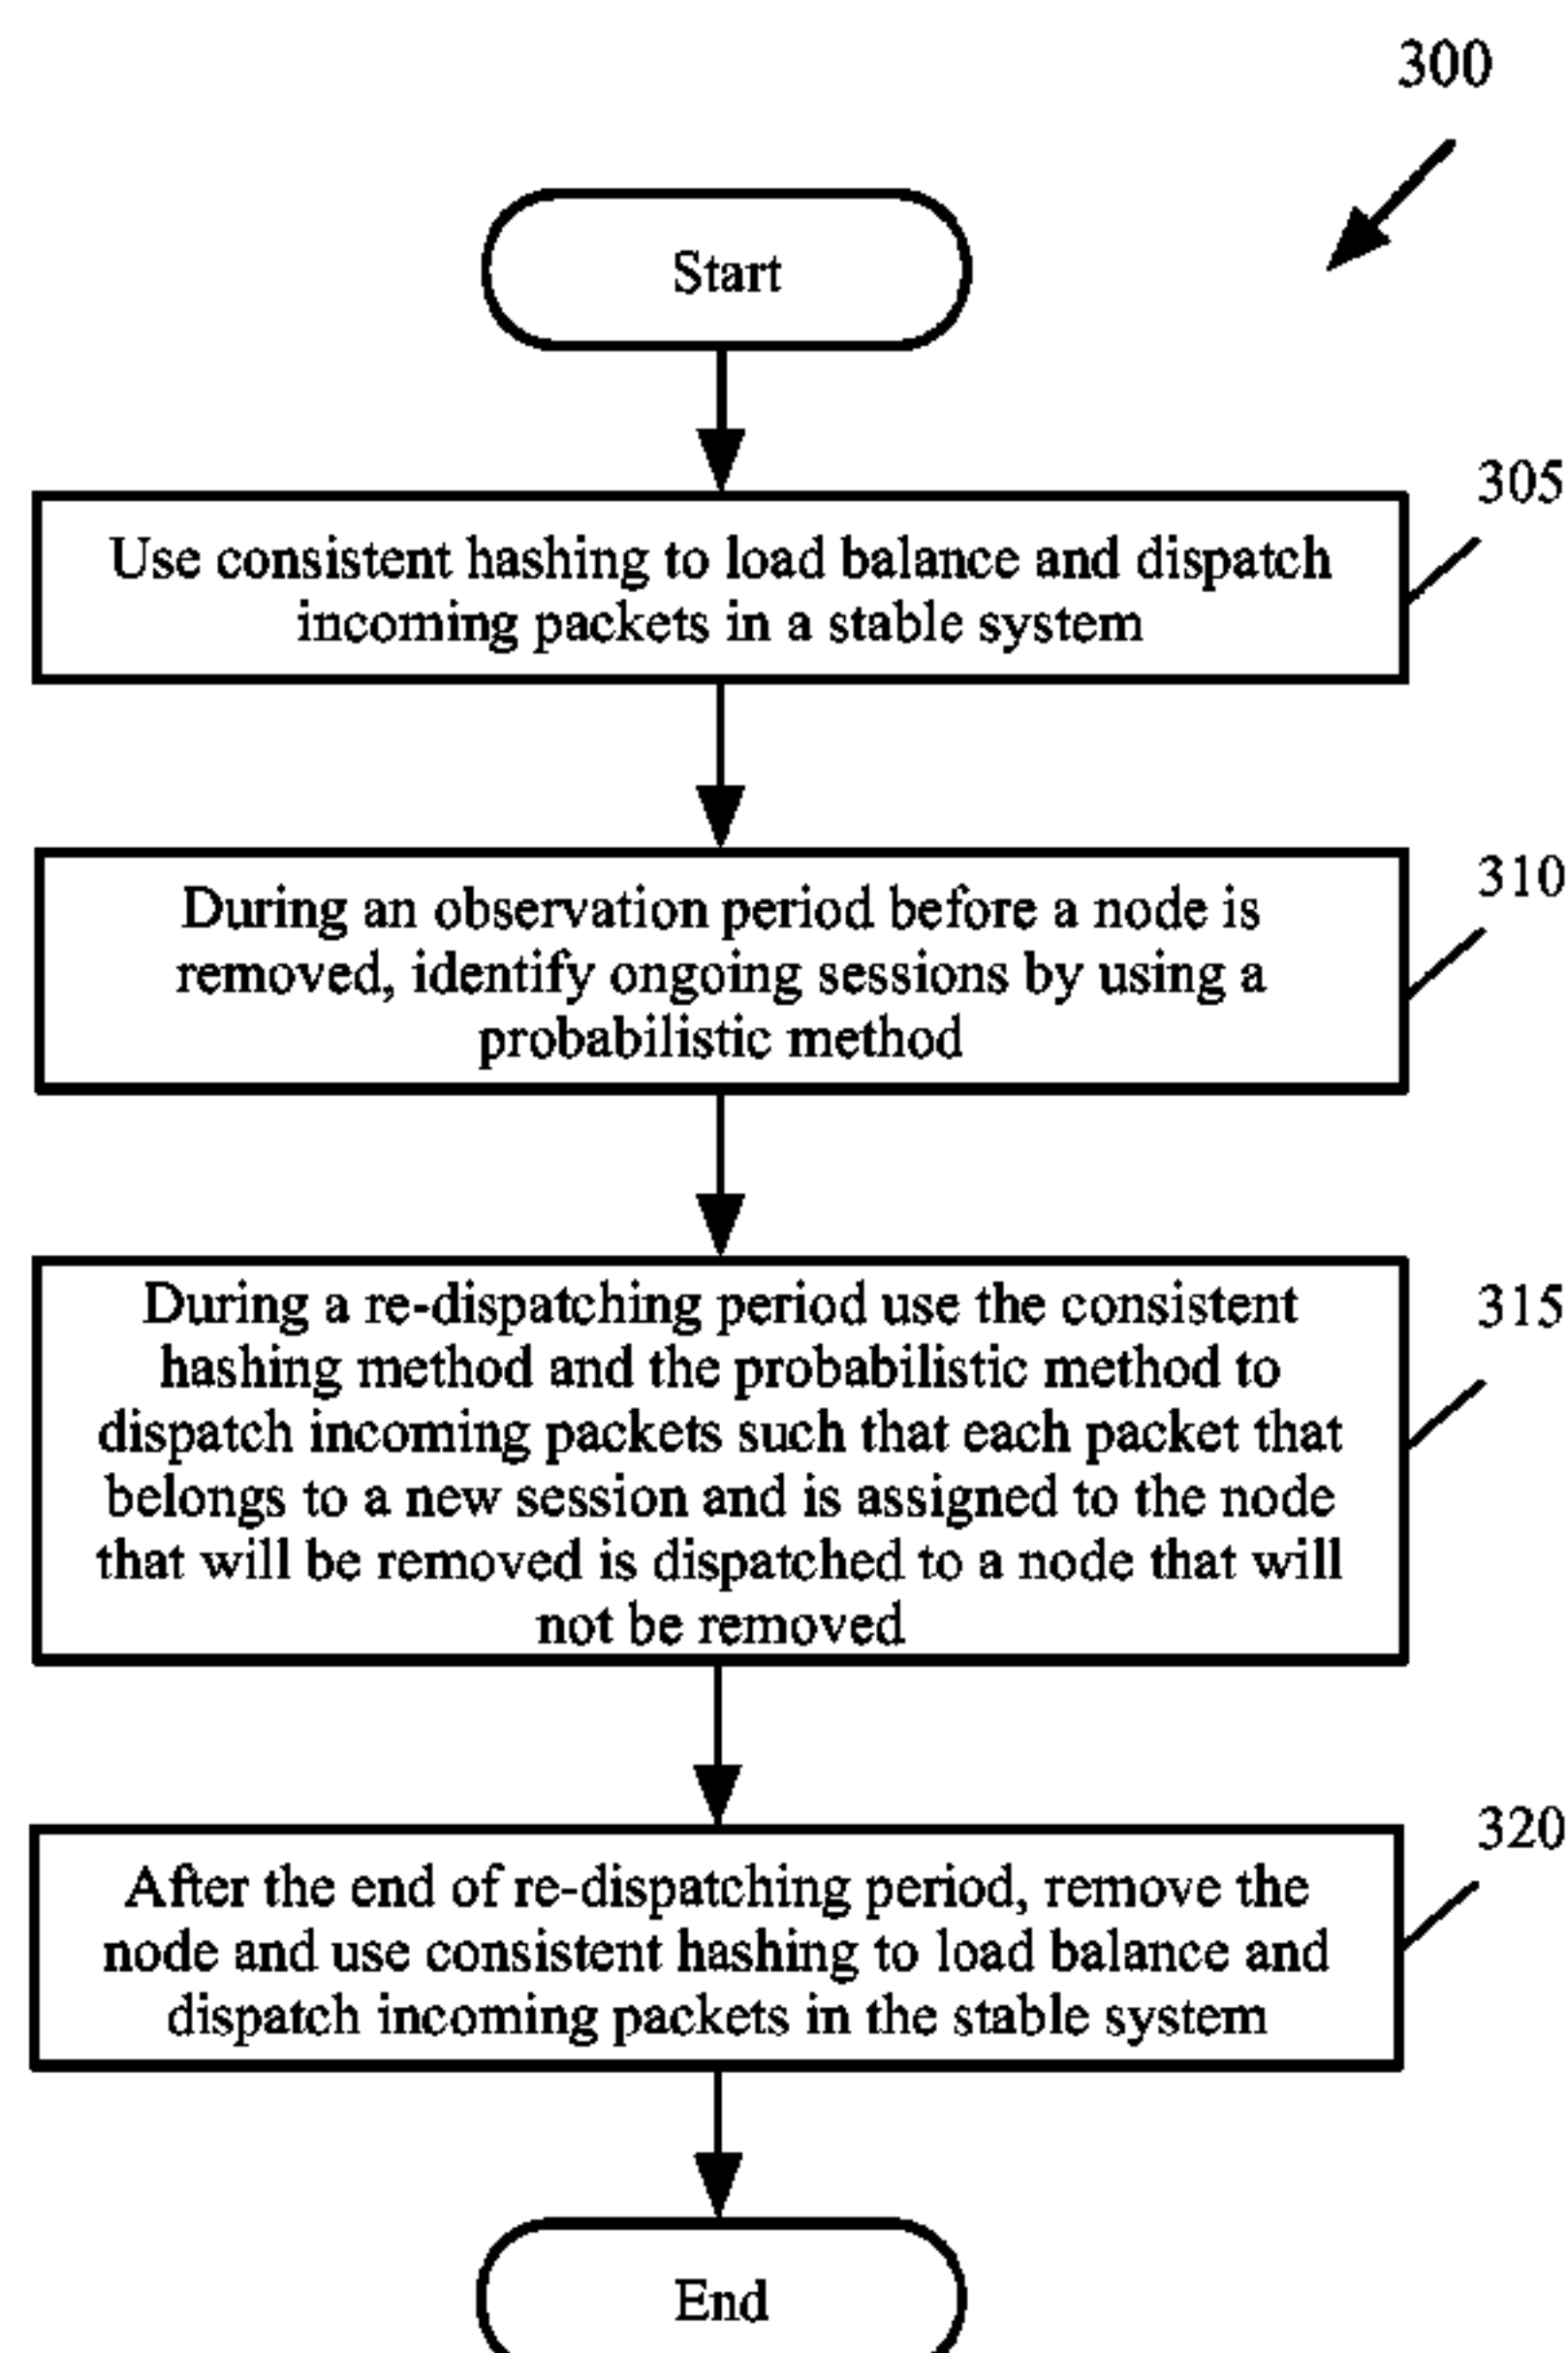 300
Start
305
Use consistent hashing to load balance and dispatch
incoming packets in a stable system
310
During an observation period before a node is
removed, identify ongoing sessions by using a
probabilistic method
315
During a re-dispatching period use the consistent
hashing method and the probabilistic method to
dispatch incoming packets such that each packet that
belongs to a new session and is assigned to the node
that will be removed is dispatched to a node that will
not be removed
320
After the end of re-dispatching period, remove the
node and use consistent hashing to load balance and
dispatch incoming packets in the stable system
End